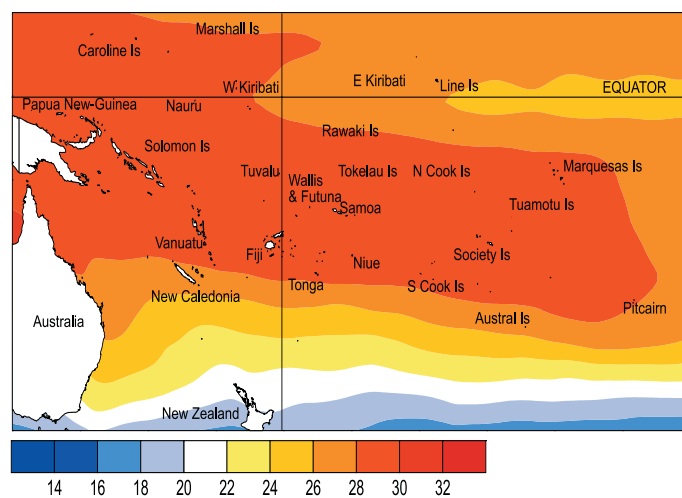 Marshall Is
Caroline Is
W Kiribati
E Kiribati
Line Is
EQUATOR
Papua New-Guinea
Nauru
Rawaki Is
Solomon Is
Tuvalu
Wallis
& Futuna
Tokelau Is
N Cook Is
Marquesas Is
Samoa
Tuamotu Is
Vanuatu
Fiji
Niue
Society Is
Tonga
S Cook Is
New Caledonia
Pitcairn
Australia
Austral Is
New Zealand
14 16 18 20 22 24 26 28 30 32